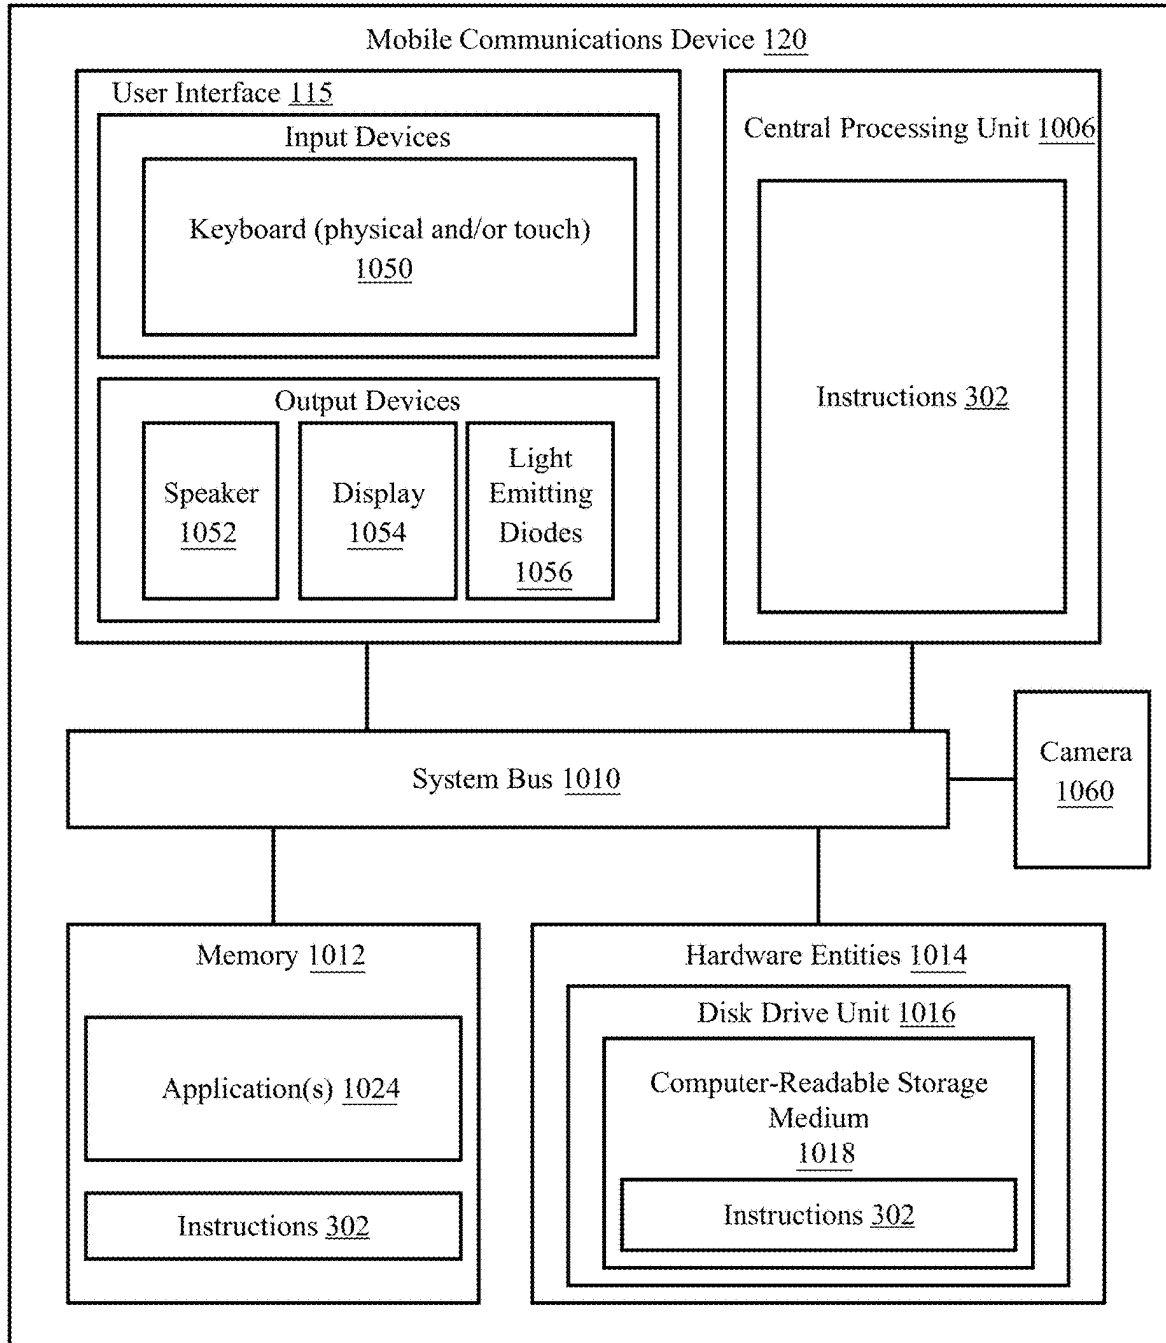 Mobile Communications Device 120
User Interface 115
Input Devices
Keyboard (physical and/or touch)
1050
Output Devices
Speaker
1052
Display
1054
Light
Emitting
Diodes
1056
Central Processing Unit 1006
Instructions 302
System Bus 1010
Camera
1060
Memory 1012
Application(s) 1024
Instructions 302
Hardware Entities 1014
Disk Drive Unit 1016
Computer-Readable Storage
Medium
1018
Instructions 302